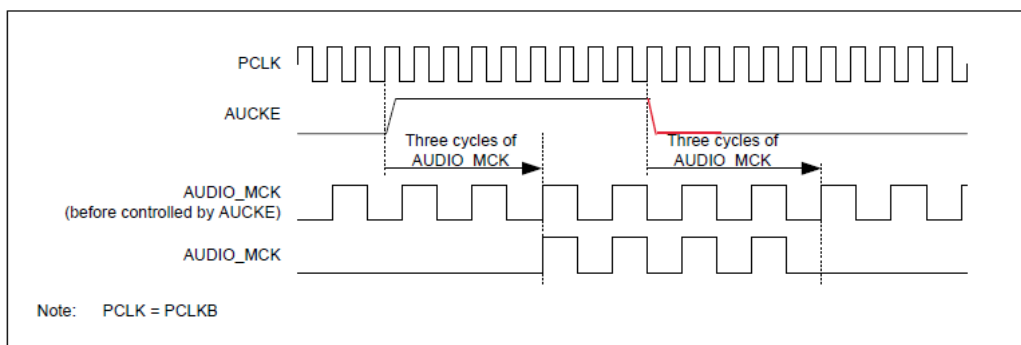 PCLK
AUCKE
Three cycles of
AUDIO_MCK
Three cycles of
AUDIO_MCK
AUDIO_MCK
(before controlled by AUCKE)
AUDIO_MCK
Note: PCLK = PCLKB